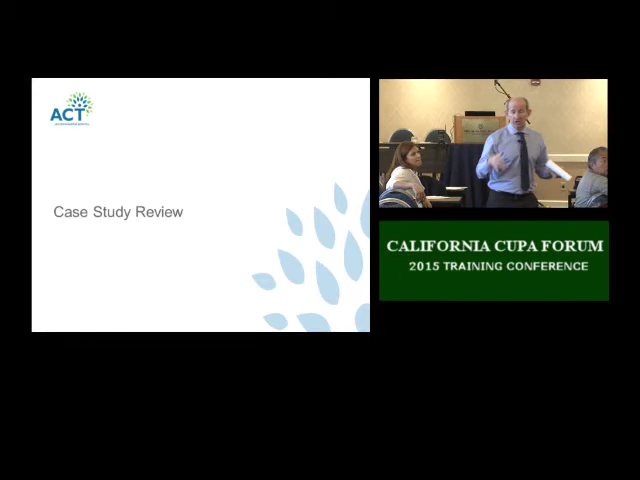 ACT
Case Study Review
CALIFORNIA CUPA FORUM
2015 TRAINING CONFERENCE